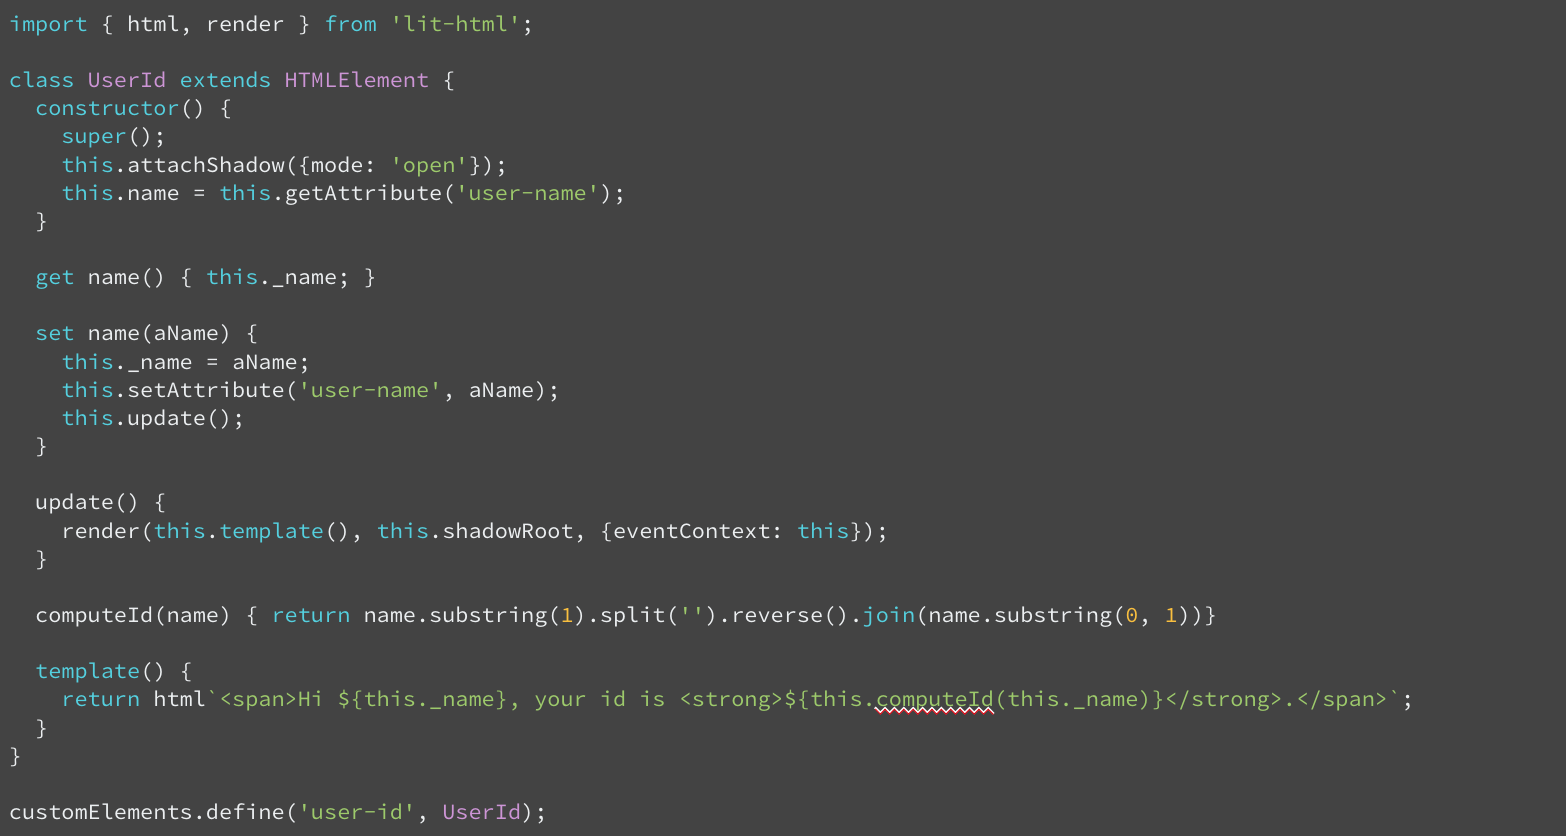 import { html, render } from 'lit-html';
class UserId extends HTMLElement {
constructor() {
super();
this.attachShadow({mode: 'open'});
this.name = this.getAttribute('user-name');
}
get name() { this._name; }
set name(aName) {
this._name = aName;
this.setAttribute('user-name', aName);
this.update();
}
update() {
render(this.template(), this.shadowRoot, {eventContext: this});
}
computeId(name) { return name.substring(1).split('').reverse().join(name.substring(0, 1))}
template() {
return html`<span>Hi ${this._name}, your id is <strong>${this.computeId(this._name)}</strong>.</span>`;
}
}
customElements.define('user-id', UserId);